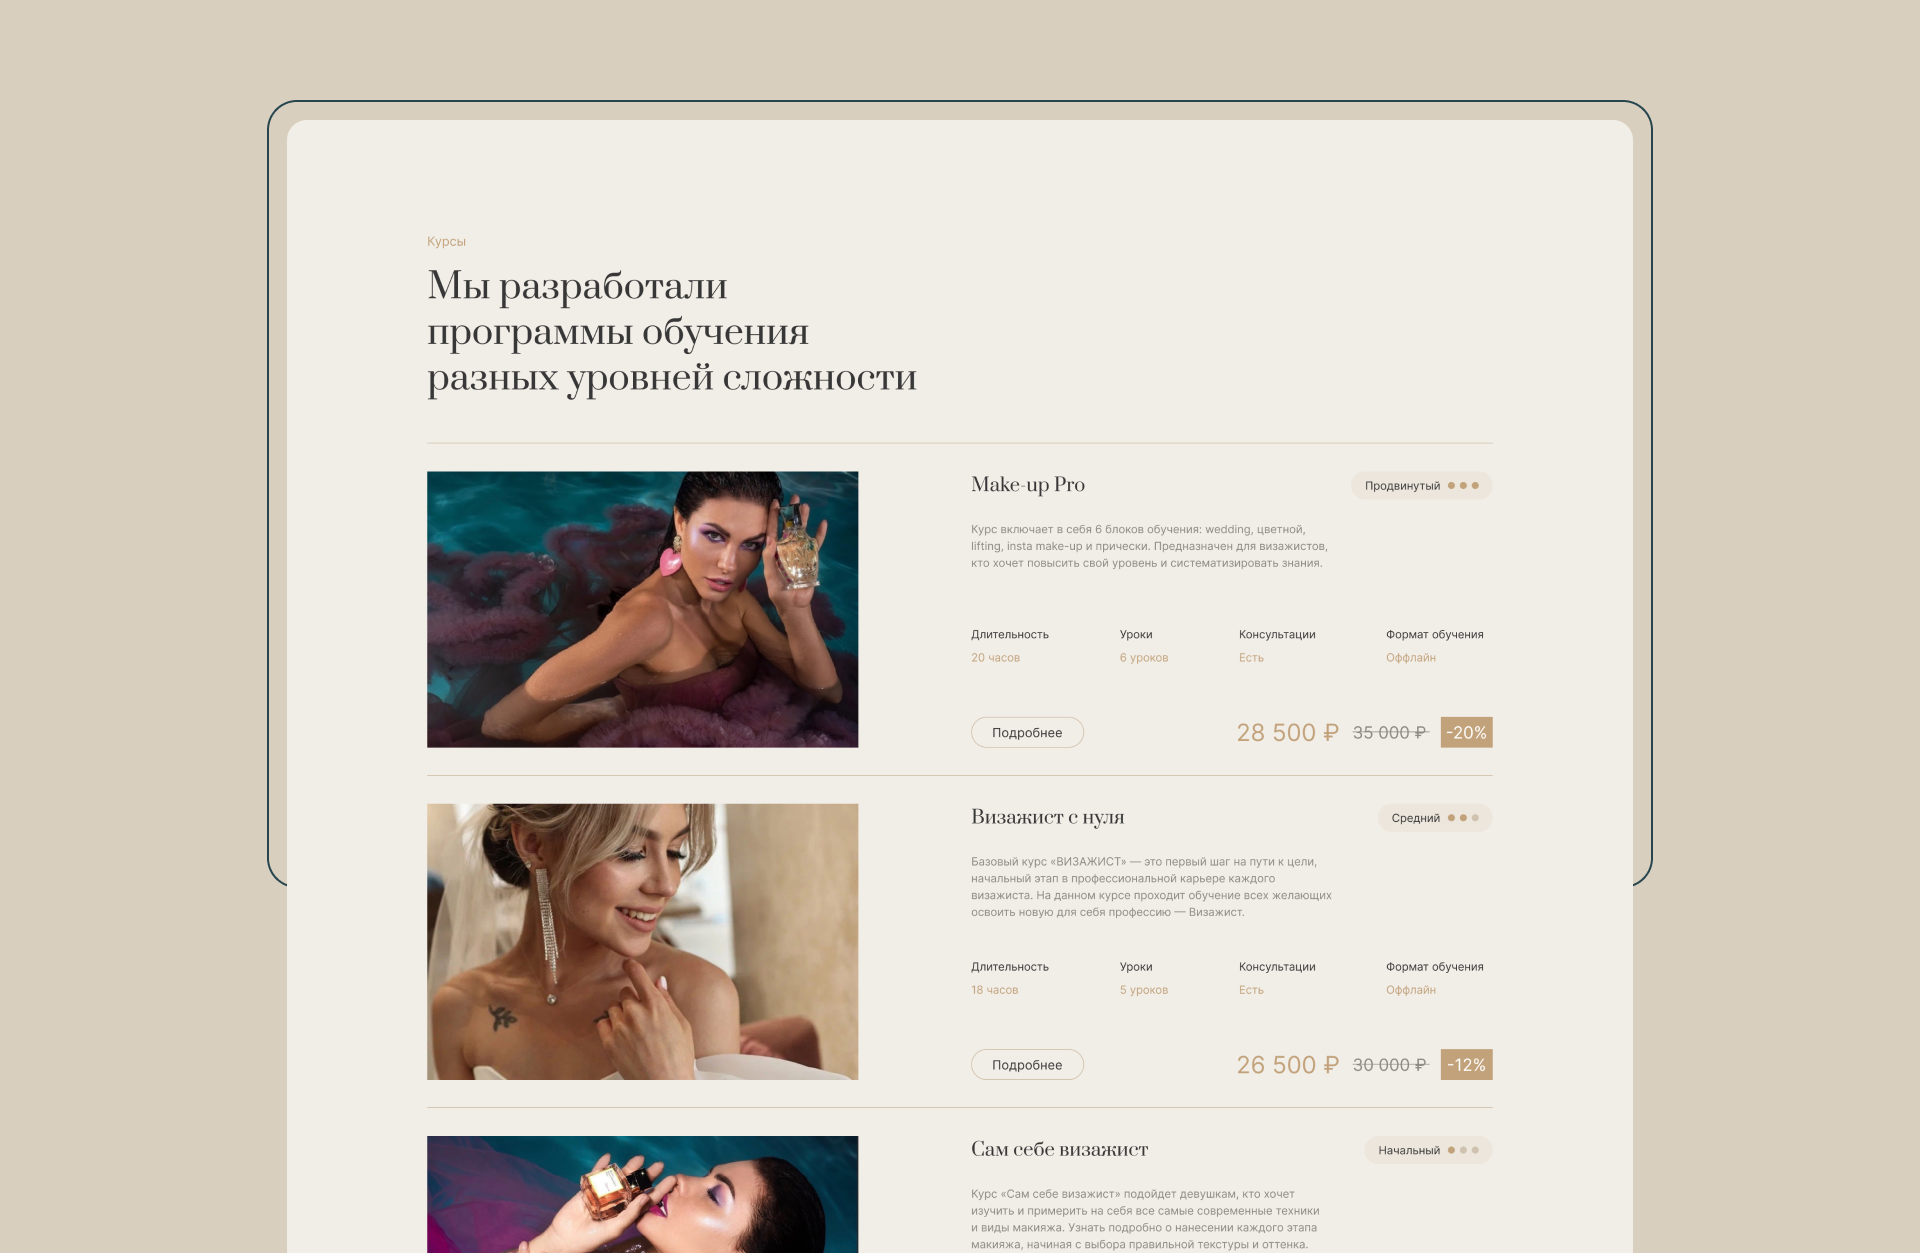 Курсы
Мы разработали
программы обучения
разных уровней сложности
Make-up Pro
Продвинутый
Курс включает в себя 6 блоков обучения: wedding, цветной,
lifting, insta make-up и прически. Предназначен для визажистов,
кто хочет повысить свой уровень и систематизировать знания.
Длительность Уроки Консультации Формат обучения
20 часов 6 уроков Есть Оффлайн
Подробнее 28 500 ₽ 35 000 ₽ -20%
Визажист с нуля
Средний
Базовый курс «ВИЗАЖИСТ» — это первый шаг на пути к цели,
начальный этап в профессиональной карьере каждого
визажиста. На данном курсе проходит обучение всех желающих
освоить новую для себя профессию — Визажист.
Длительность Уроки Консультации Формат обучения
18 часов 5 уроков Есть Оффлайн
Подробнее 26 500 ₽ 30 000 ₽ -12%
Сам себе визажист
Начальный
Курс «Сам себе визажист» подойдет девушкам, кто хочет
изучить и примерить на себя все самые современные техники
и виды макияжа. Узнать подробно о нанесении каждого этапа
макияжа, начиная с выбора правильной текстуры и оттенка.